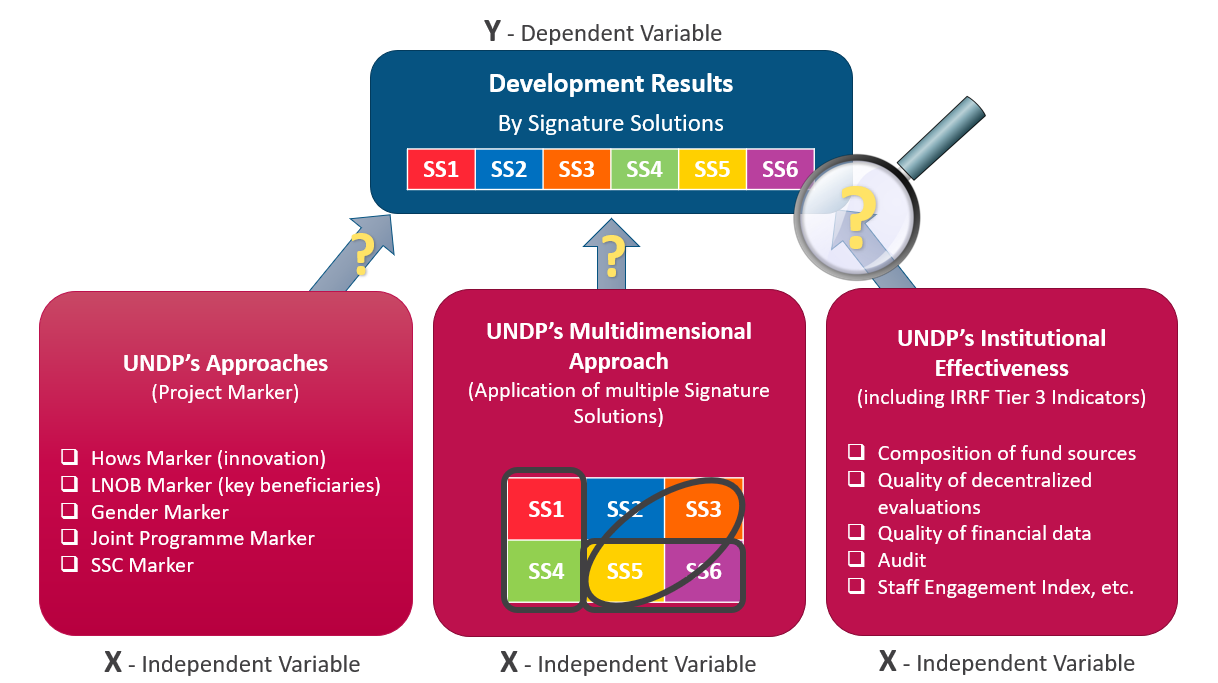 Y - Dependent Variable
Development Results
By Signature Solutions
SS1 SS2 SS3 SS4 SS5 SS6
?
?
?
UNDP’s Approaches
(Project Marker)
❑ Hows Marker (innovation)
❑ LNOB Marker (key beneficiaries)
❑ Gender Marker
❑ Joint Programme Marker
❑ SSC Marker
X - Independent Variable
UNDP’s Multidimensional
Approach
(Application of multiple Signature
Solutions)
SS1 SS2 SS3
SS4 SS5 SS6
X - Independent Variable
UNDP’s Institutional
Effectiveness
(including IRRF Tier 3 Indicators)
❑ Composition of fund sources
❑ Quality of decentralized
evaluations
❑ Quality of financial data
❑ Audit
❑ Staff Engagement Index, etc.
X - Independent Variable